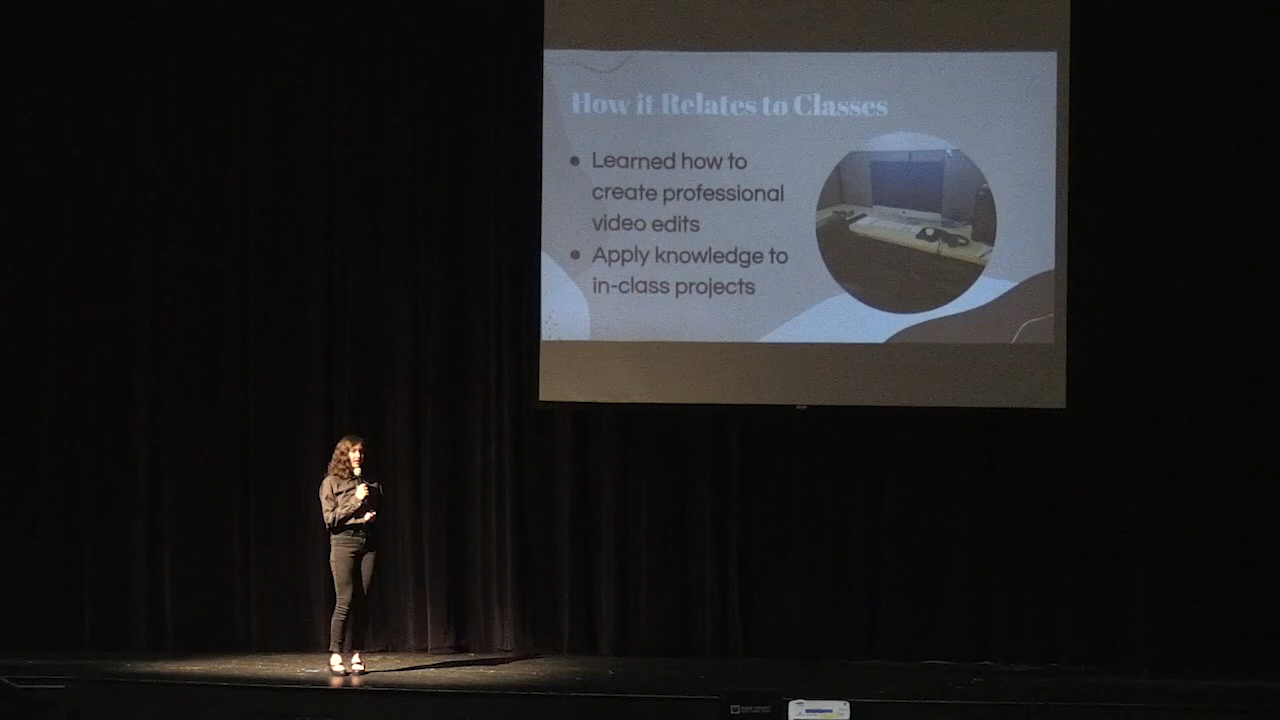 How it Relates to Classes
Learned how to
create professional
video edits
Apply knowledge to
in-class projects